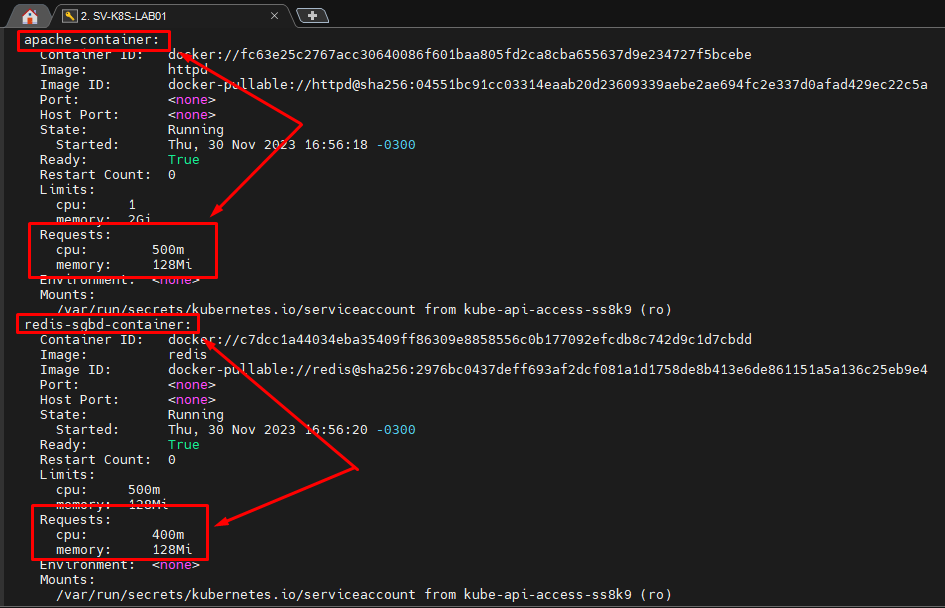 2. SV-K8S-LAB01
apache-container:
Container ID: docker://fc63e25c2767acc30640086f601baa805fd2ca8cba655637d9e234727f5bcebe
Image: httpd
Image ID: docker-pullable://httpd@sha256:04551bc91cc03314eaab20d23609339aebe2ae694fc2e337d0afad429ec22c5a
Port: <none>
Host Port: <none>
State: Running
Started: Thu, 30 Nov 2023 16:56:18 -0300
Ready: True
Restart Count: 0
Limits:
cpu: 1
memory: 2Gi
Requests:
cpu: 500m
memory: 128Mi
Environment: <none>
Mounts:
/var/run/secrets/kubernetes.io/serviceaccount from kube-api-access-ss8k9 (ro)
redis-sgbd-container:
Container ID: docker://c7dcc1a44034eba35409ff86309e8858556c0b177092efcdb8c742d9c1d7cbdd
Image: redis
Image ID: docker-pullable://redis@sha256:2976bc0437deff693af2dcf081a1d1758de8b413e6de861151a5a136c25eb9e4
Port: <none>
Host Port: <none>
State: Running
Started: Thu, 30 Nov 2023 16:56:20 -0300
Ready: True
Restart Count: 0
Limits:
cpu: 500m
memory: 128Mi
Requests:
cpu: 400m
memory: 128Mi
Environment: <none>
Mounts:
/var/run/secrets/kubernetes.io/serviceaccount from kube-api-access-ss8k9 (ro)